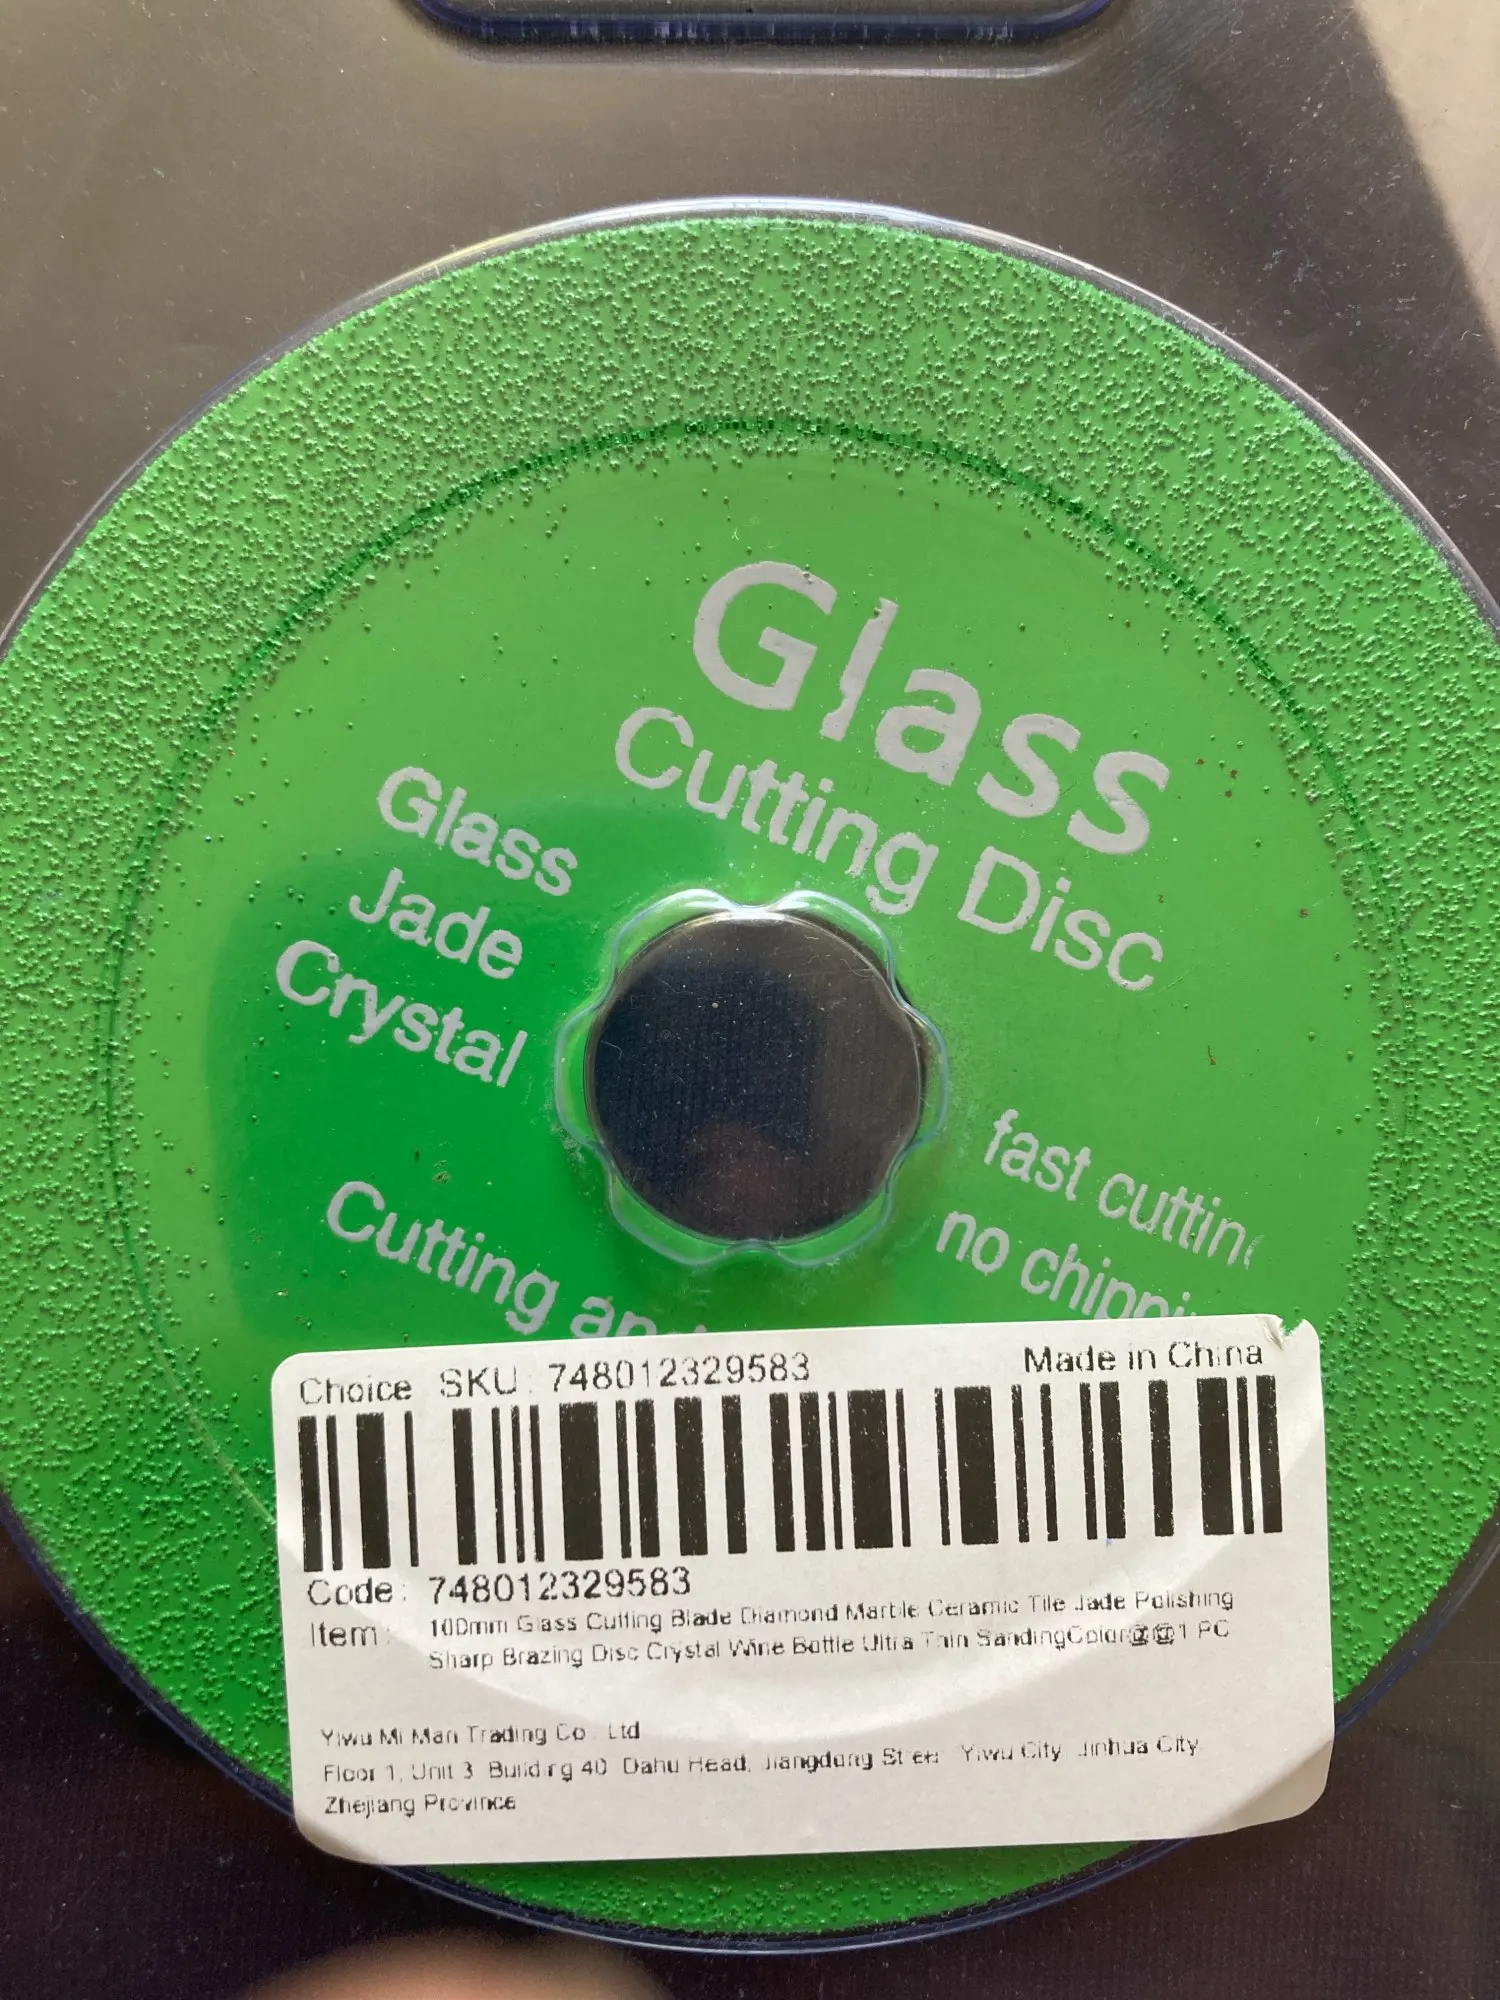 Glass
Cutting Disc
Glass
Jade
Crystal
fast cuttin
no chippi
Cutting an
Choice SKU: 748012329583
Made in China
Code: 748012329583
Item: 100mm Glass Cutting Blade Diamond Marble Ceramic Tile Jade Polishing
Sharp Brazing Disc Crystal Wine Bottle Ultra Thin SandingColor@@1 PC
Yiwu Mi Man Trading Co. Ltd
Floor 1, Unit 3, Building 40, Dahu Head, Jiangdong Street, Yiwu City, Jinhua City,
Zhejiang Province